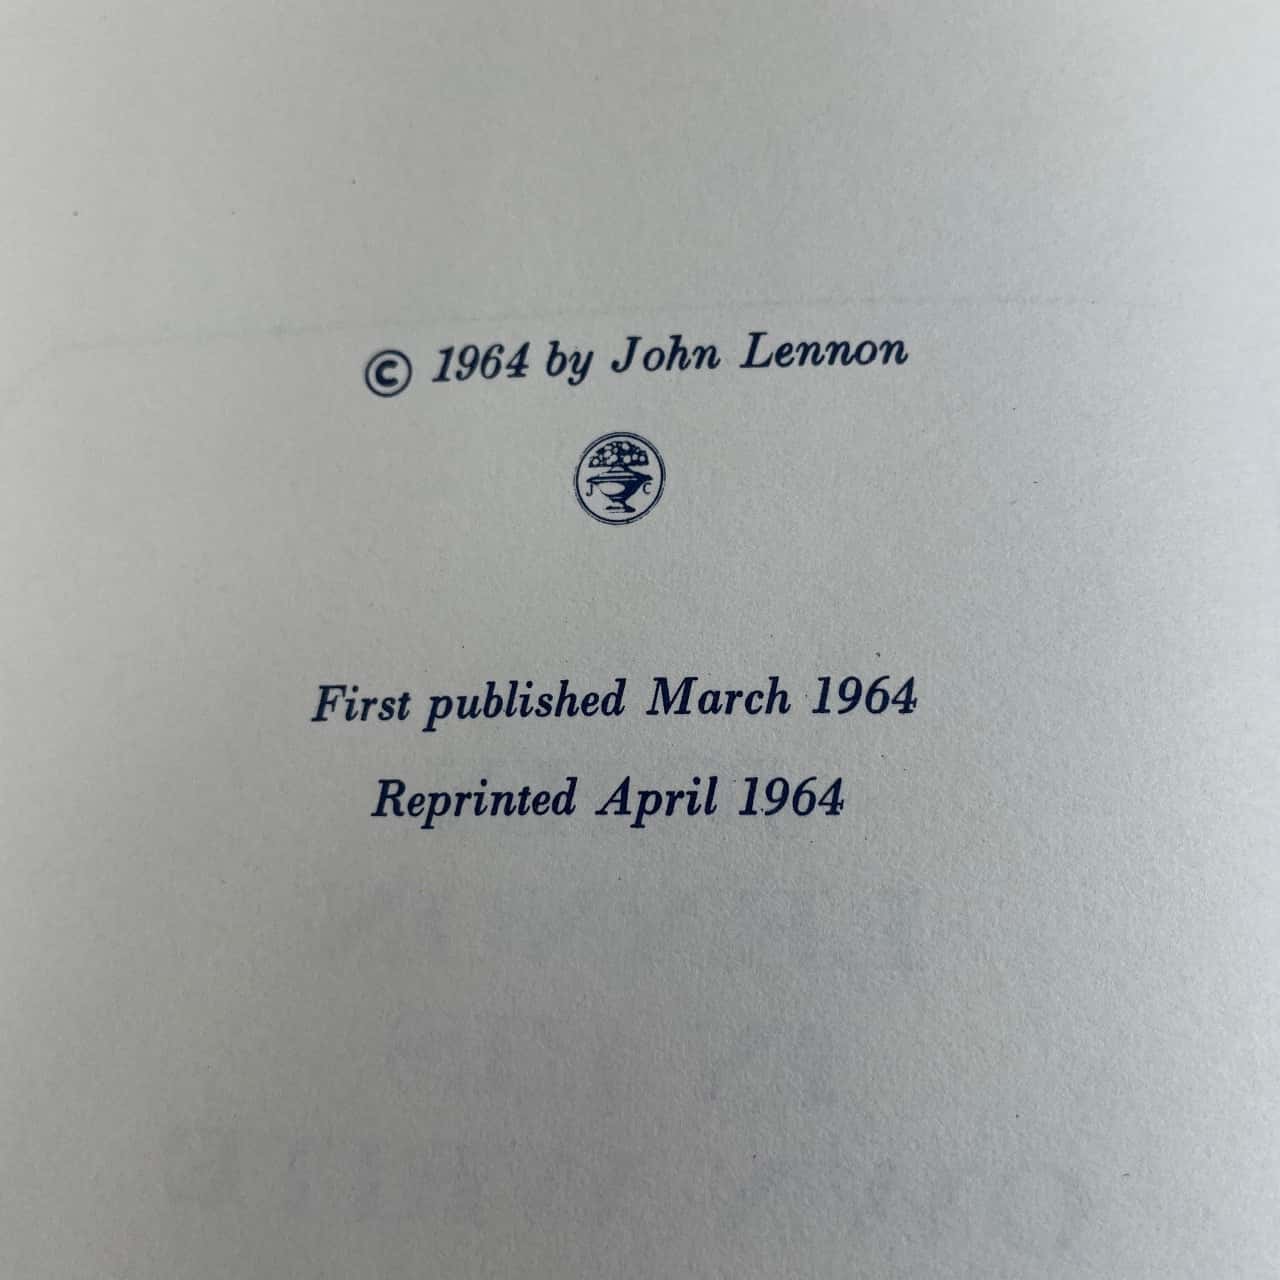 © 1964 by John Lennon
J C
First published March 1964
Reprinted April 1964